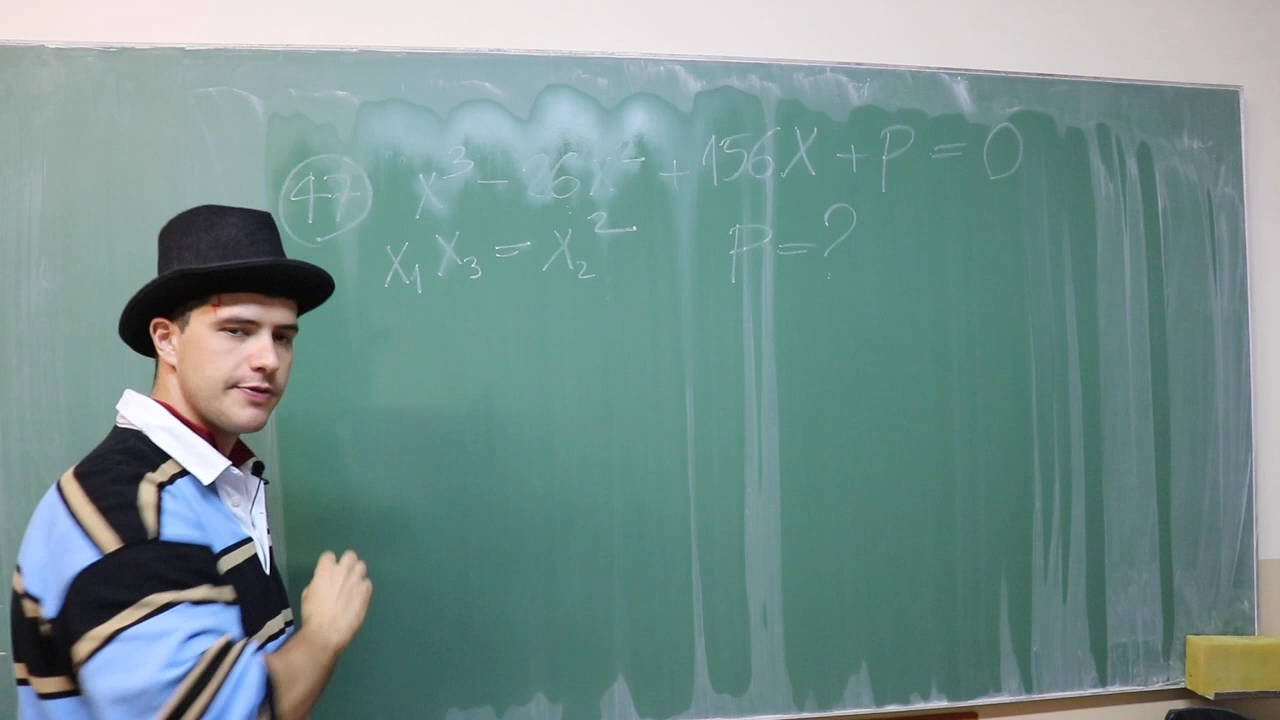 47 x³ - 26x² + 156x + p = 0
x₁x₃ = x₂² p = ?